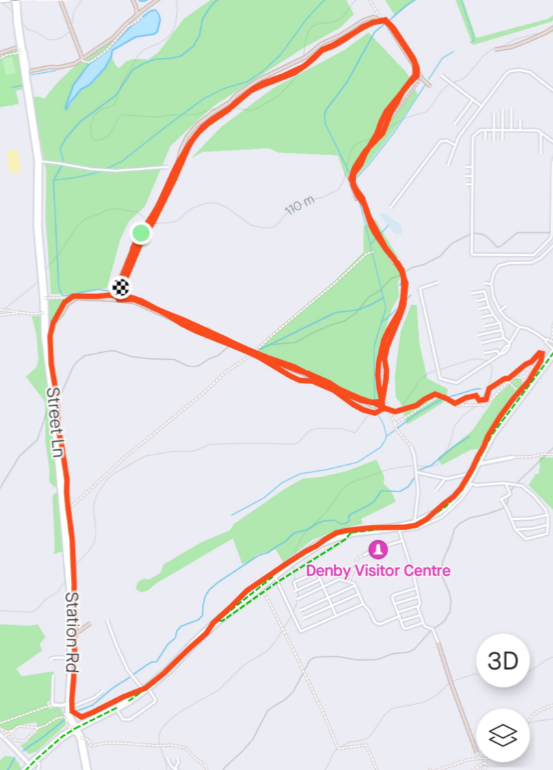 110 m
Street Ln
Denby Visitor Centre
Station Rd
3D